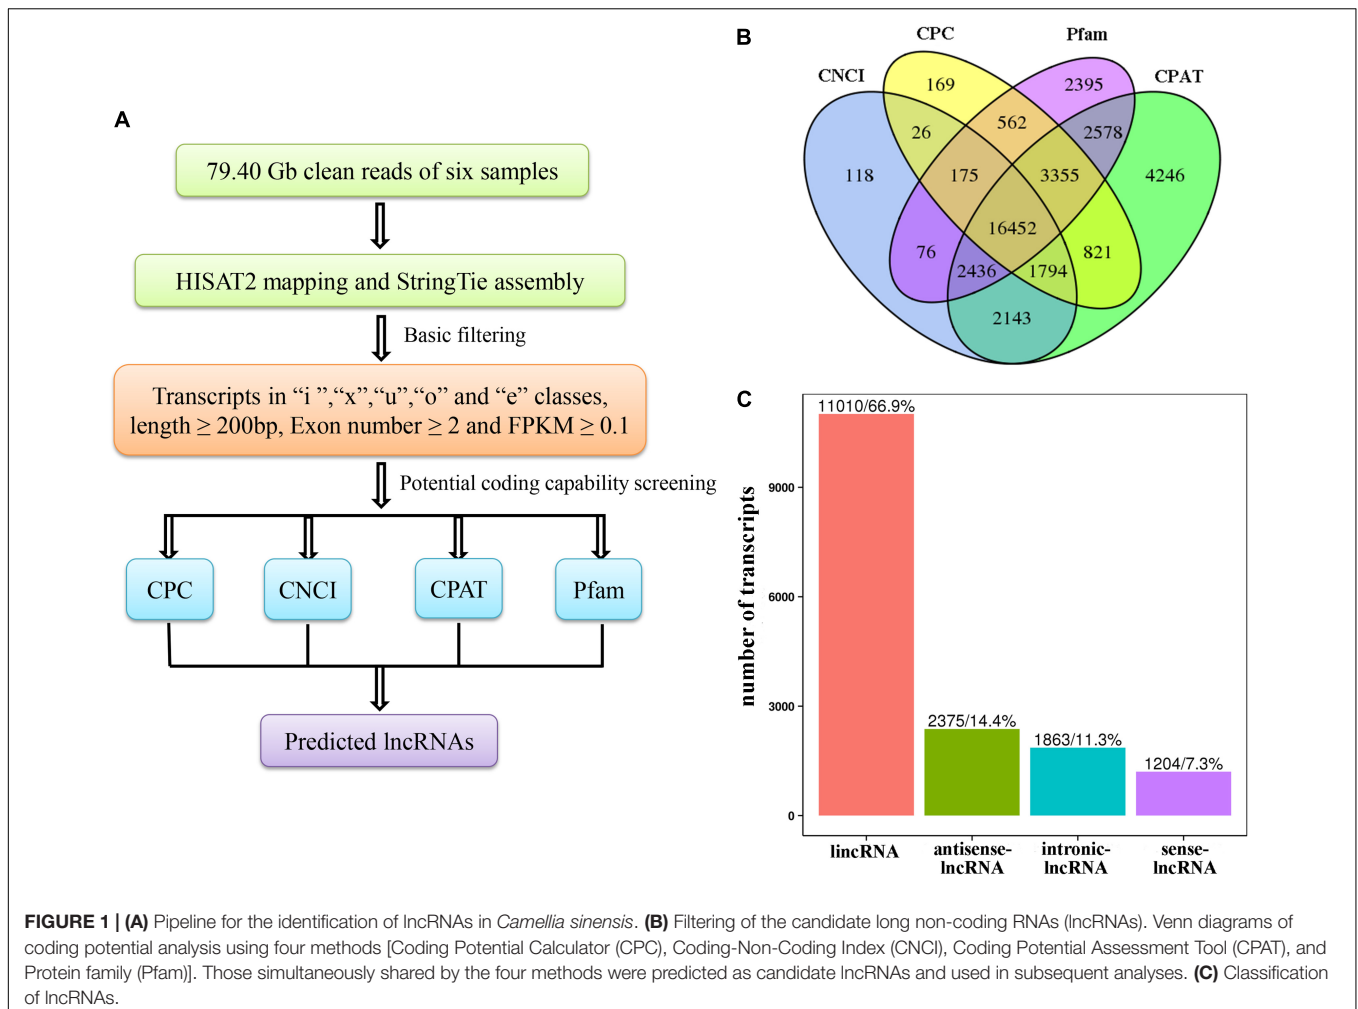 A
79.40 Gb clean reads of six samples
HISAT2 mapping and StringTie assembly
Basic filtering
Transcripts in “i ”,“x”,“u”,“o” and “e” classes,
length ≥ 200bp, Exon number ≥ 2 and FPKM ≥ 0.1
Potential coding capability screening
CPC
CNCI
CPAT
Pfam
Predicted lncRNAs
B
CNCI
CPC
Pfam
CPAT
169
2395
26
562
2578
118
175
3355
4246
16452
76
821
2436
1794
2143
C
number of transcripts
9000
6000
3000
0
11010/66.9%
2375/14.4%
1863/11.3%
1204/7.3%
lincRNA
antisense-
lncRNA
intronic-
lncRNA
sense-
lncRNA
FIGURE 1 | (A) Pipeline for the identification of lncRNAs in Camellia sinensis. (B) Filtering of the candidate long non-coding RNAs (lncRNAs). Venn diagrams of
coding potential analysis using four methods [Coding Potential Calculator (CPC), Coding-Non-Coding Index (CNCI), Coding Potential Assessment Tool (CPAT), and
Protein family (Pfam)]. Those simultaneously shared by the four methods were predicted as candidate lncRNAs and used in subsequent analyses. (C) Classification
of lncRNAs.